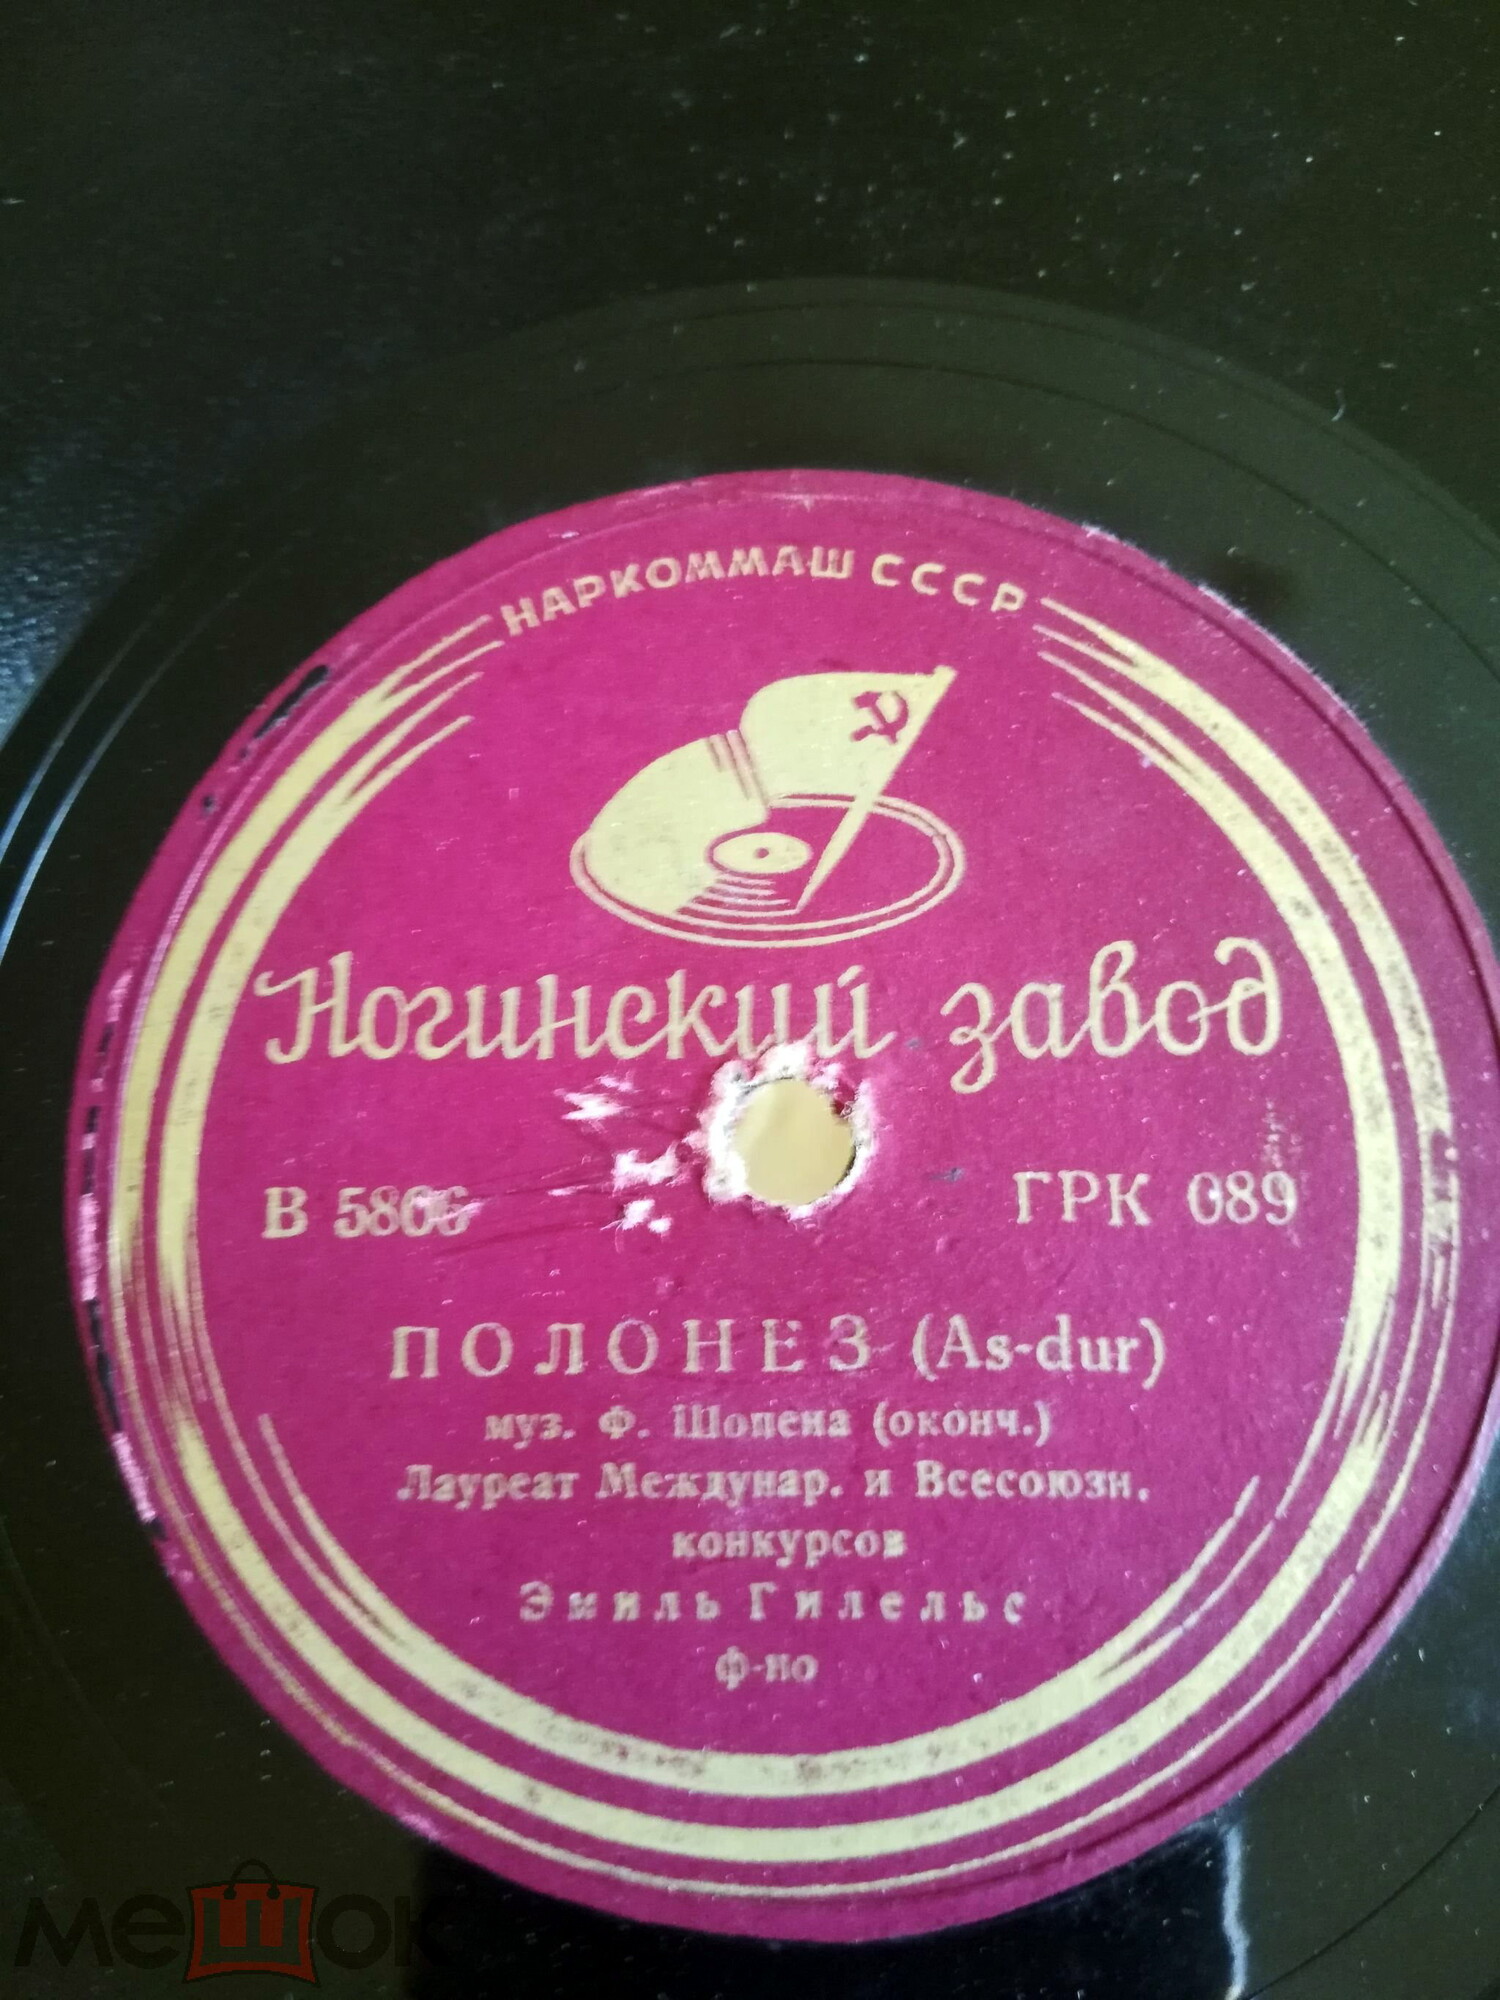 НАРКОММАШ СССР
Ногинский завод
В 5806 ГРК 089
ПОЛОНЕЗ (As-dur)
муз. Ф. Шопена (оконч.)
Лауреат Междунар. и Всесоюзн.
конкурсов
Эмиль Гилельс
ф-но
мешок